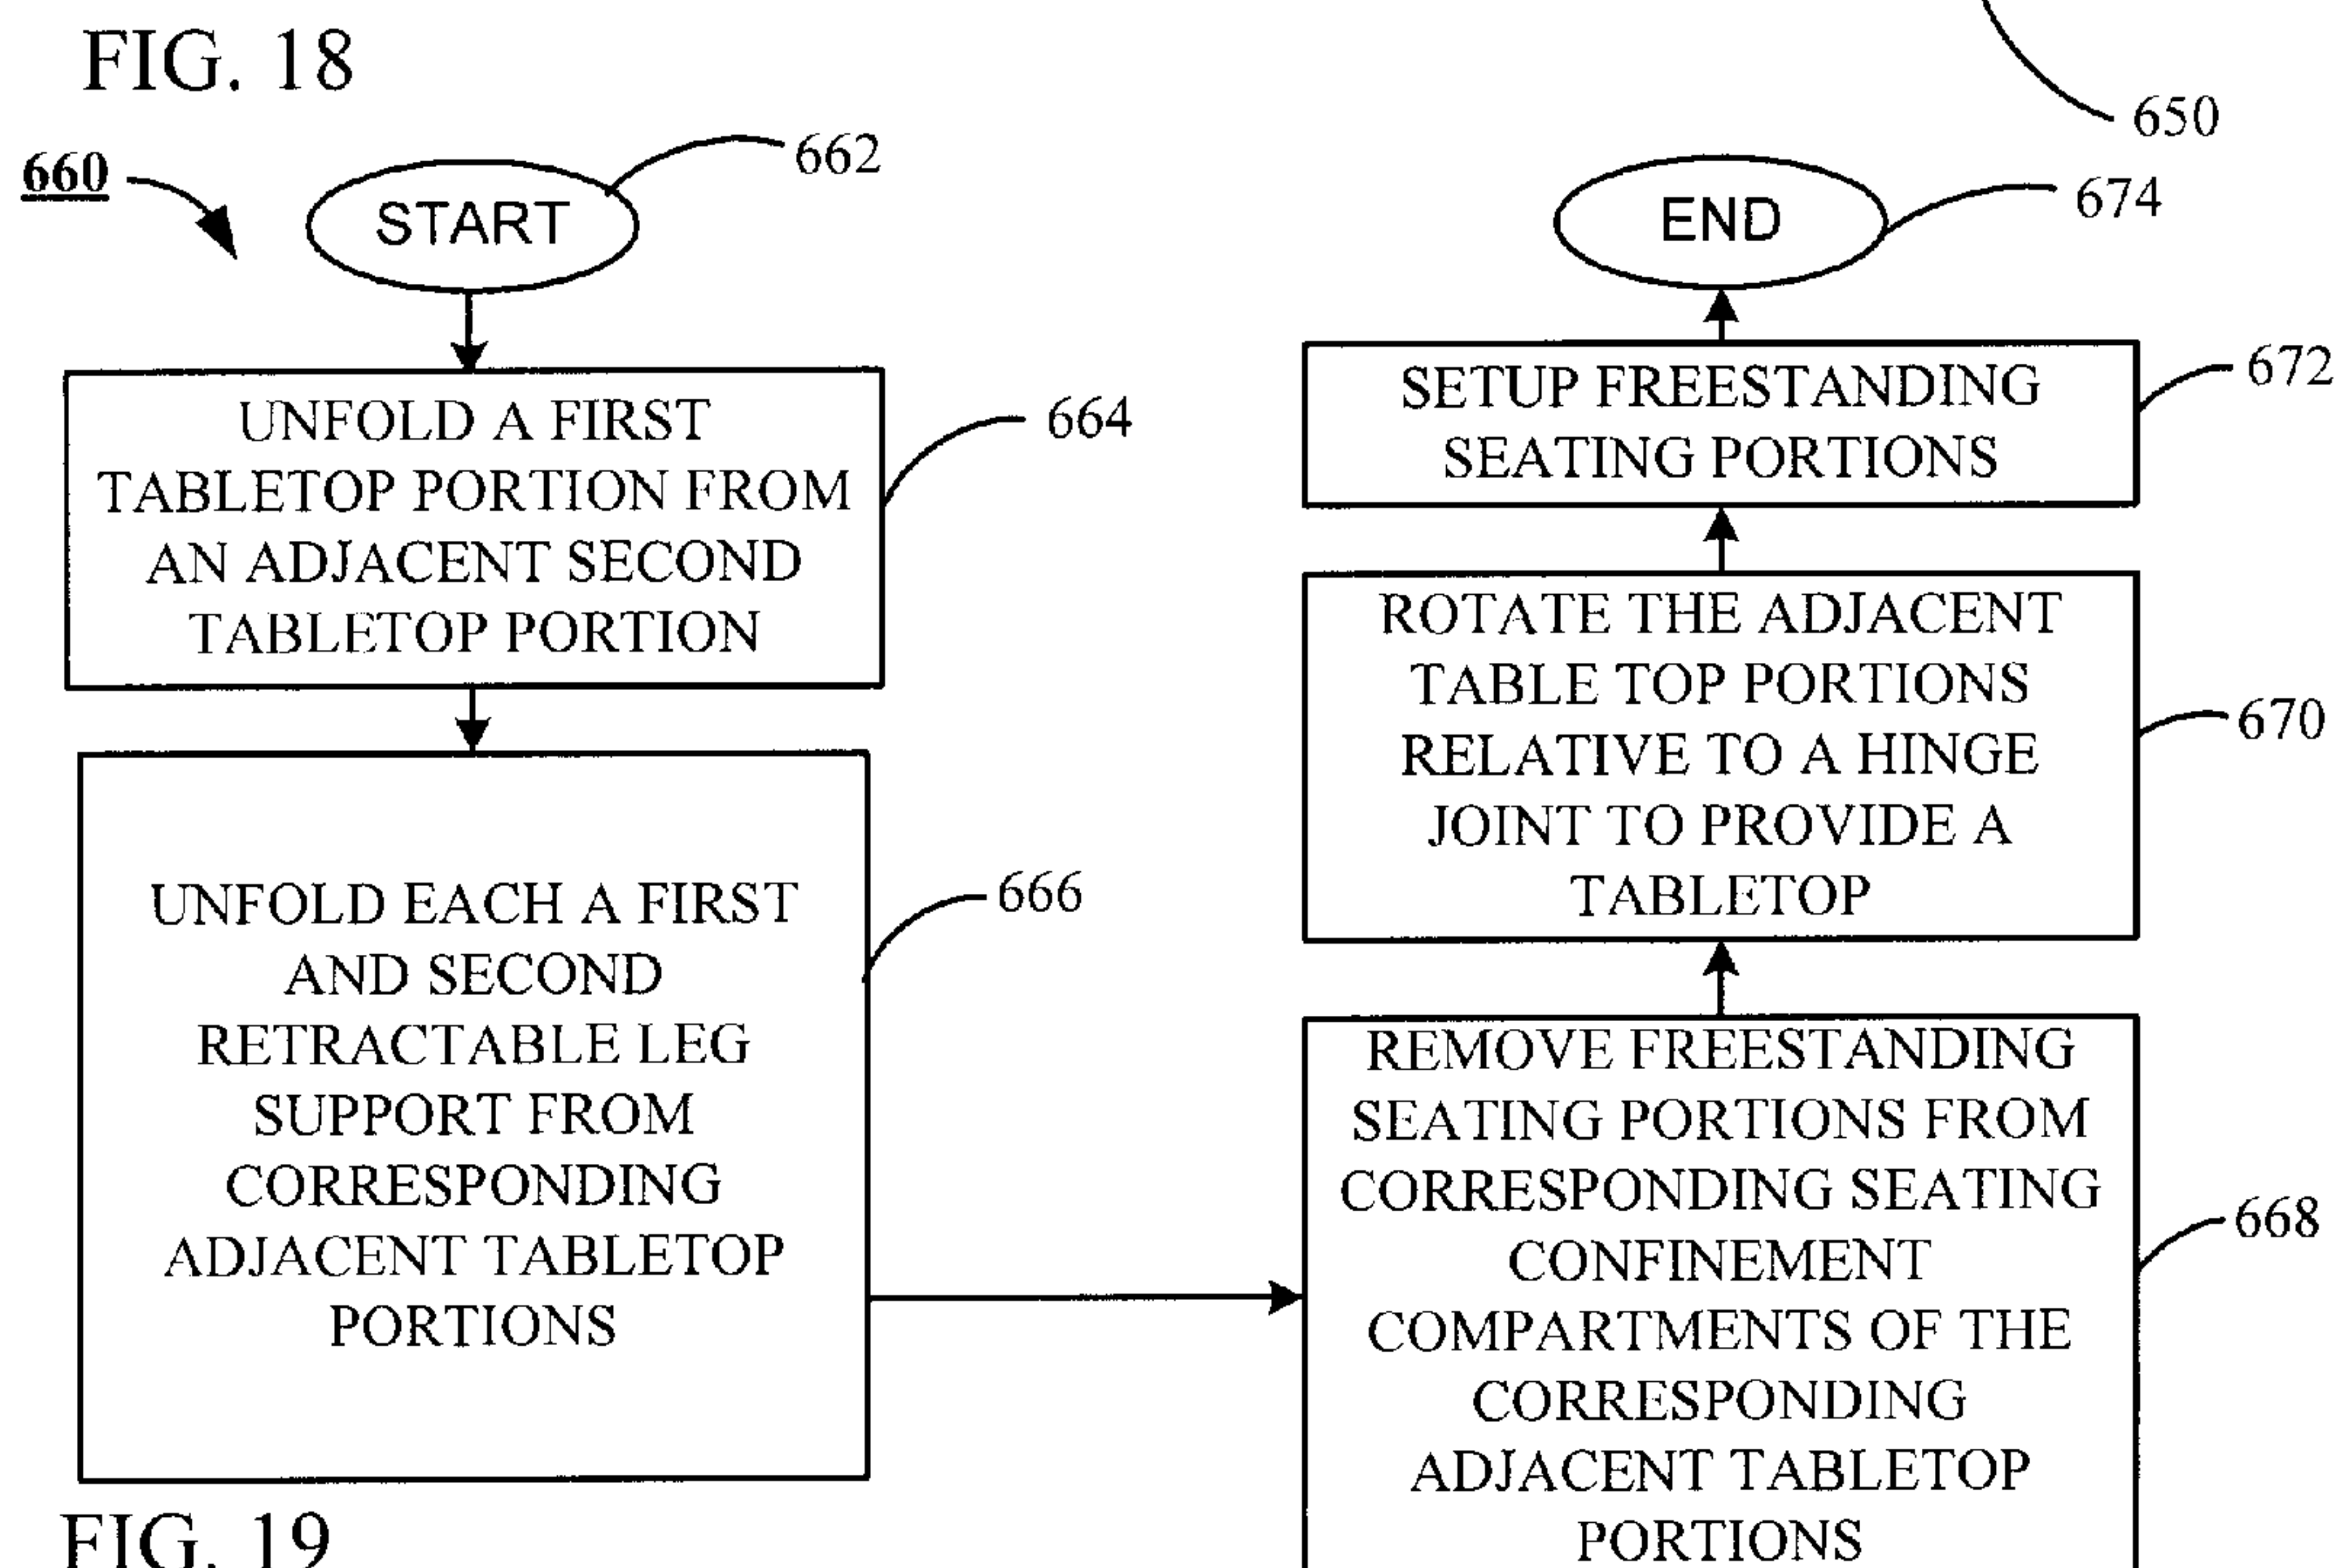 FIG. 18
650
660
START
662
UNFOLD A FIRST
TABLETOP PORTION FROM
AN ADJACENT SECOND
TABLETOP PORTION
664
UNFOLD EACH A FIRST
AND SECOND
RETRACTABLE LEG
SUPPORT FROM
CORRESPONDING
ADJACENT TABLETOP
PORTIONS
666
REMOVE FREESTANDING
SEATING PORTIONS FROM
CORRESPONDING SEATING
CONFINEMENT
COMPARTMENTS OF THE
CORRESPONDING
ADJACENT TABLETOP
PORTIONS
668
ROTATE THE ADJACENT
TABLE TOP PORTIONS
RELATIVE TO A HINGE
JOINT TO PROVIDE A
TABLETOP
670
SETUP FREESTANDING
SEATING PORTIONS
672
END
674
FIG. 19